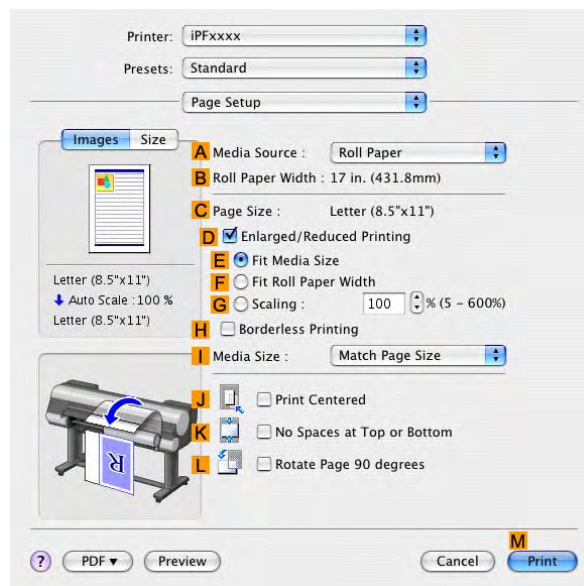 Printer: iPFxxxx
Presets: Standard
Page Setup
Images Size
A Media Source : Roll Paper
B Roll Paper Width : 17 in. (431.8mm)
C Page Size : Letter (8.5"x11")
D Enlarged/Reduced Printing
E Fit Media Size
F Fit Roll Paper Width
G Scaling : 100 % (5 - 600%)
Letter (8.5"x11")
Auto Scale :100 %
Letter (8.5"x11")
H Borderless Printing
I Media Size : Match Page Size
J Print Centered
K No Spaces at Top or Bottom
L Rotate Page 90 degrees
R
M
? PDF▼ Preview Cancel Print